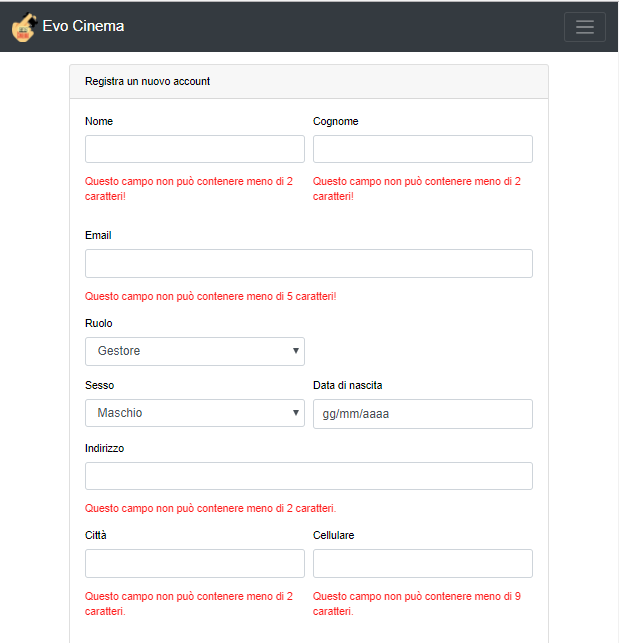 Evo Cinema
Registra un nuovo account
Nome
Cognome
Questo campo non può contenere meno di 2
caratteri!
Questo campo non può contenere meno di 2
caratteri!
Email
Questo campo non può contenere meno di 5 caratteri!
Ruolo
Gestore
Sesso
Data di nascita
Maschio
gg/mm/aaaa
Indirizzo
Questo campo non può contenere meno di 2 caratteri.
Città
Cellulare
Questo campo non può contenere meno di 2
caratteri.
Questo campo non può contenere meno di 9
caratteri.